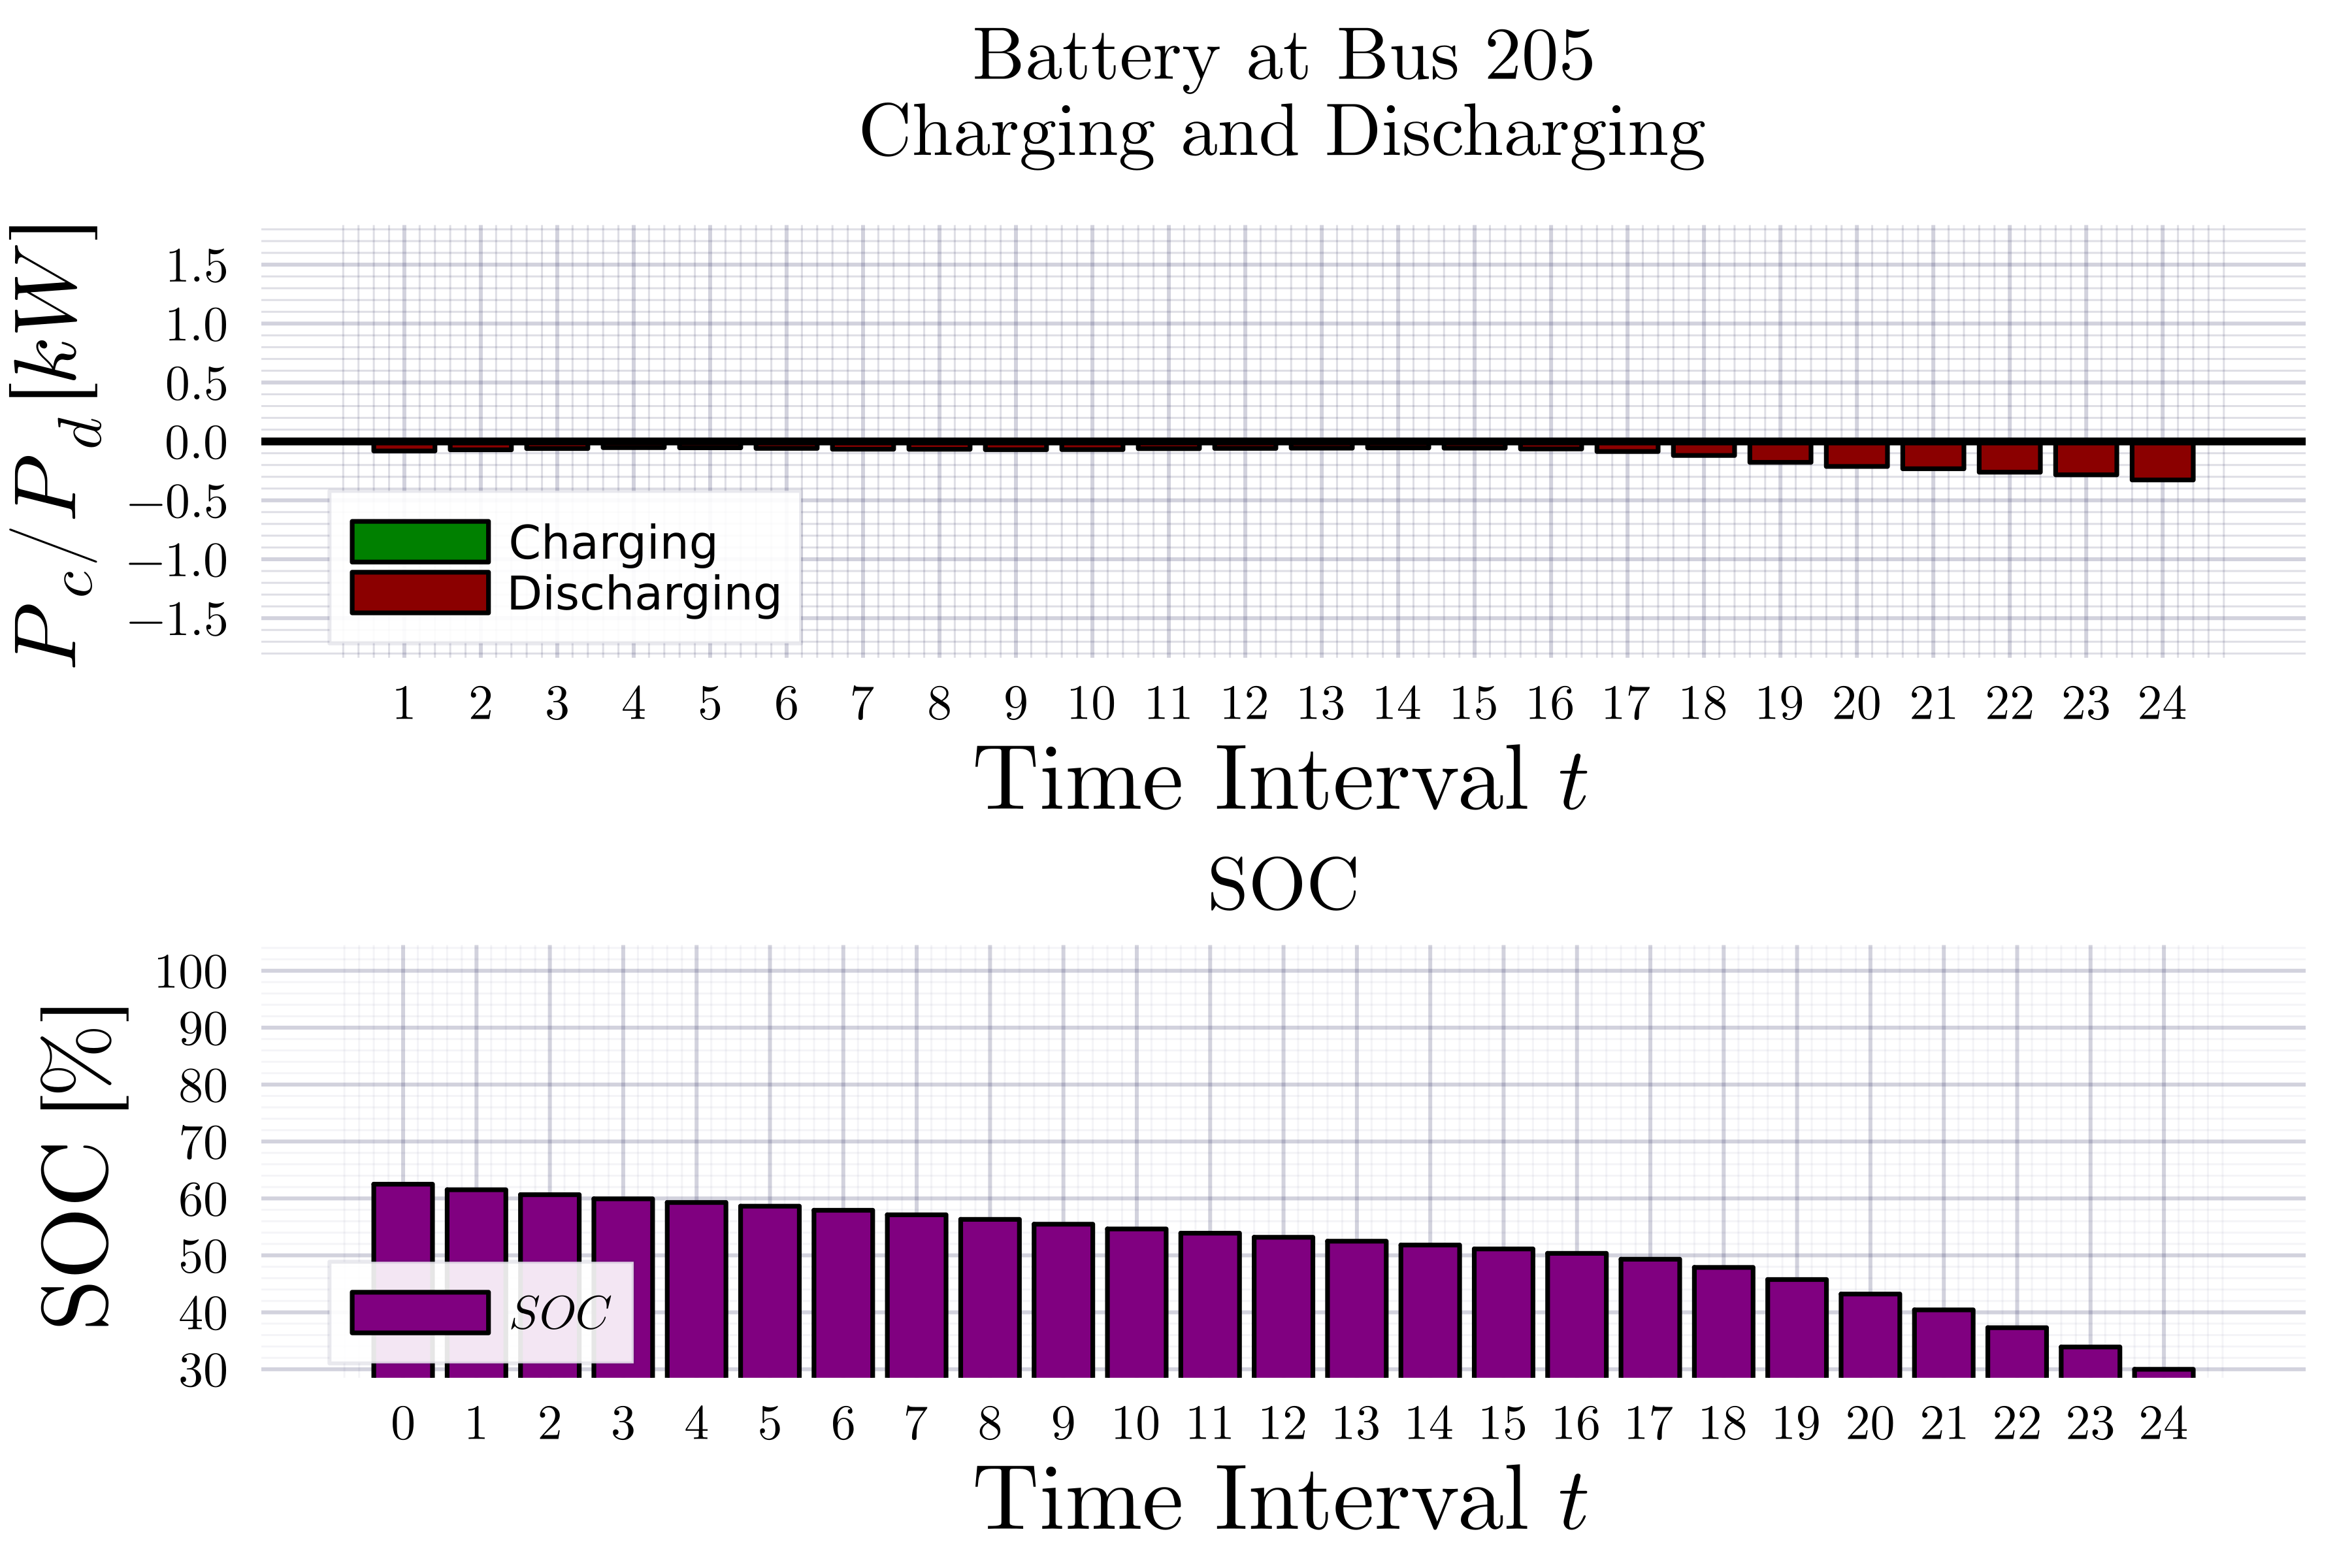 Battery at Bus 205
Charging and Discharging
P_c/P_d [kW]
1.5
1.0
0.5
0.0
−0.5
−1.0
−1.5
Charging
Discharging
1 2 3 4 5 6 7 8 9 10 11 12 13 14 15 16 17 18 19 20 21 22 23 24
Time Interval t
SOC
SOC [%]
100
90
80
70
60
50
40
30
SOC
0 1 2 3 4 5 6 7 8 9 10 11 12 13 14 15 16 17 18 19 20 21 22 23 24
Time Interval t